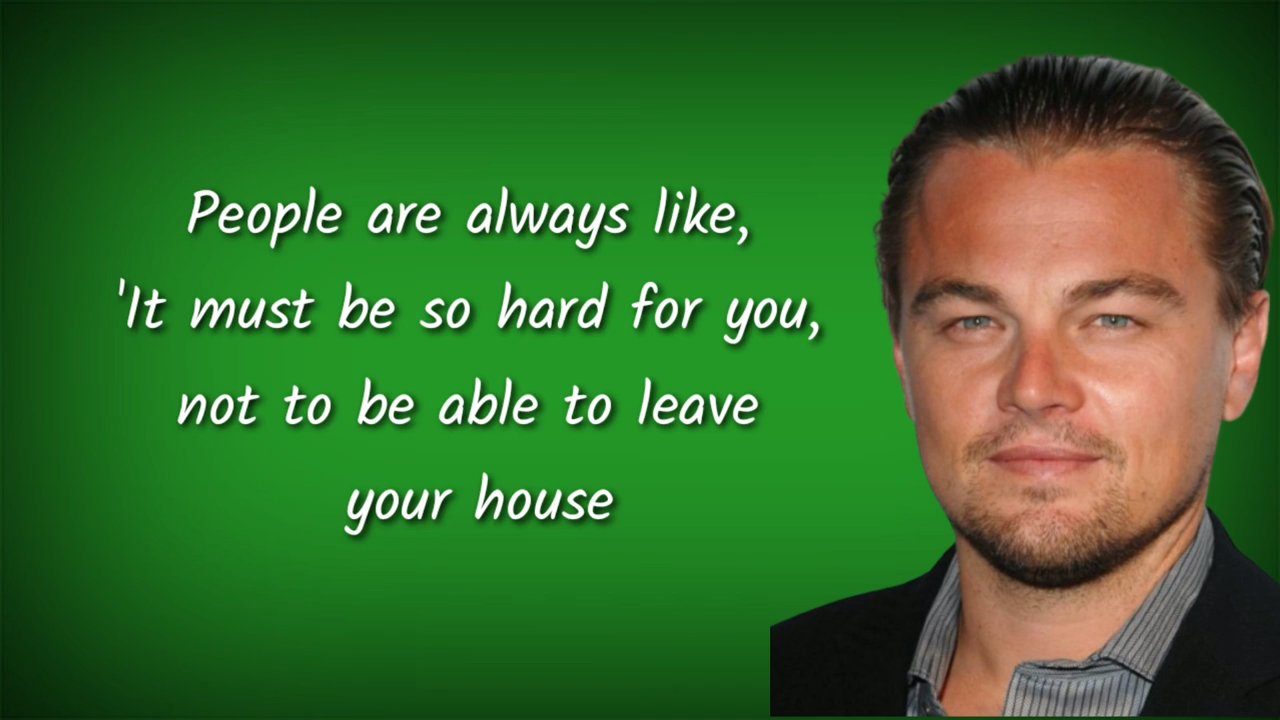 People are always like,
'It must be so hard for you,
not to be able to leave
your house